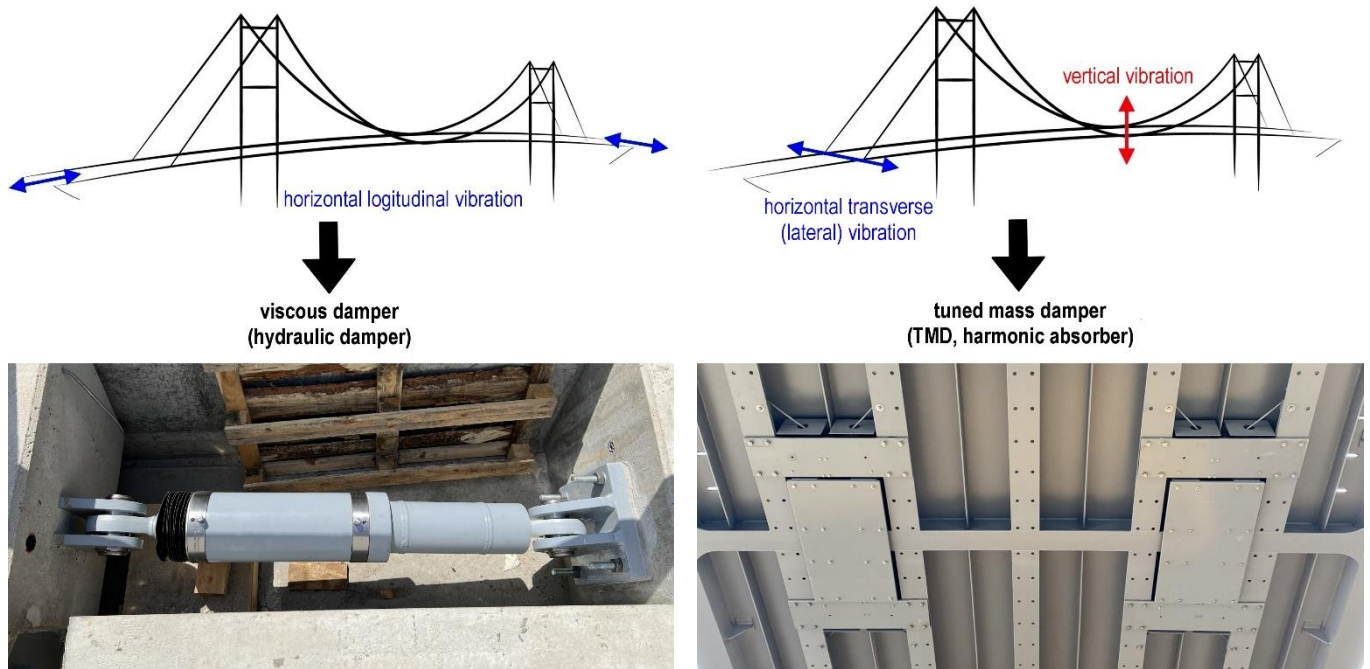 horizontal logitudinal vibration
viscous damper
(hydraulic damper)
vertical vibration
horizontal transverse
(lateral) vibration
tuned mass damper
(TMD, harmonic absorber)